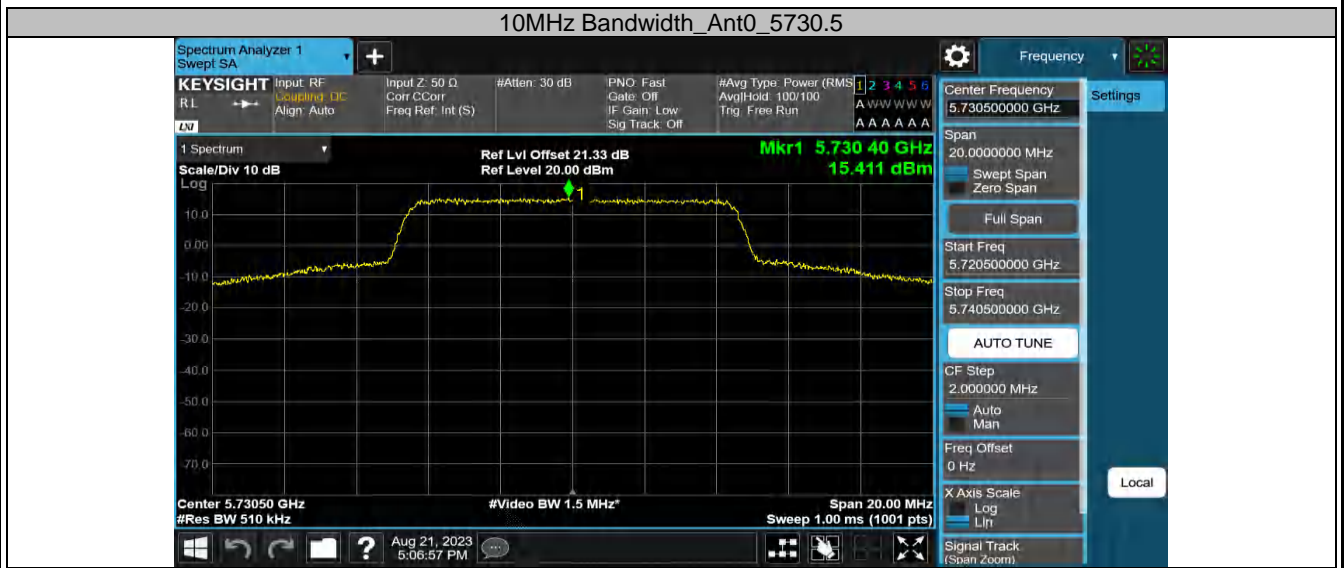 10MHz Bandwidth_Ant0_5730.5
Spectrum Analyzer 1
Swept SA
+
Frequency
KEYSIGHT
RL
LXI
Input: RF
Coupling: DC
Align: Auto
Input Z: 50 Ω
Corr CCorr
Freq Ref: Int (S)
#Atten: 30 dB
PNO: Fast
Gate: Off
IF Gain: Low
Sig Track: Off
#Avg Type: Power (RMS
Avg|Hold: 100/100
Trig: Free Run
1 2 3 4 5 6
A W W W W W
A A A A A A
Center Frequency
5.730500000 GHz
Settings
1 Spectrum
Scale/Div 10 dB
Ref Lvl Offset 21.33 dB
Ref Level 20.00 dBm
Mkr1 5.730 40 GHz
15.411 dBm
Span
20.0000000 MHz
Swept Span
Zero Span
Full Span
Start Freq
5.720500000 GHz
Stop Freq
5.740500000 GHz
AUTO TUNE
CF Step
2.000000 MHz
Auto
Man
Freq Offset
0 Hz
X Axis Scale
Log
Lin
Signal Track
(Span Zoom)
Local
Log
1
10.0
0.00
-10.0
-20.0
-30.0
-40.0
-50.0
-60.0
-70.0
Center 5.73050 GHz
#Res BW 510 kHz
#Video BW 1.5 MHz*
Span 20.00 MHz
Sweep 1.00 ms (1001 pts)
?
Aug 21, 2023
5:06:57 PM